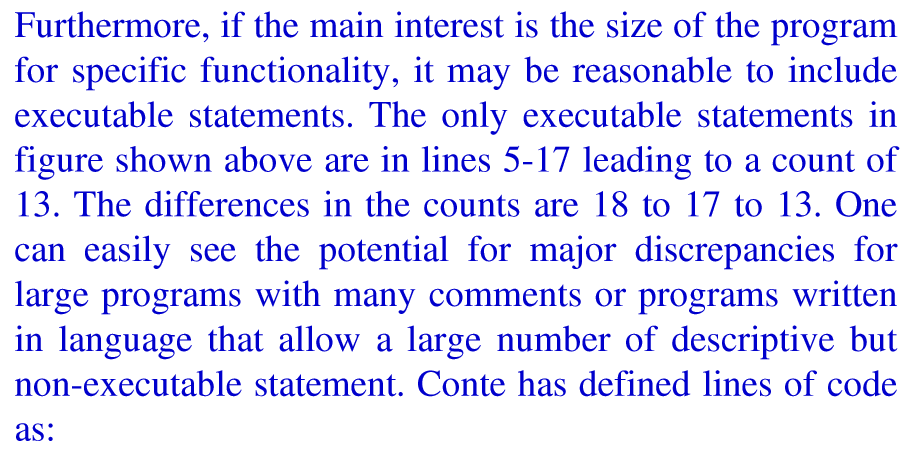 Furthermore, if the main interest is the size of the program
for specific functionality, it may be reasonable to include
executable statements. The only executable statements in
figure shown above are in lines 5-17 leading to a count of
13. The differences in the counts are 18 to 17 to 13. One
can easily see the potential for major discrepancies for
large programs with many comments or programs written
in language that allow a large number of descriptive but
non-executable statement. Conte has defined lines of code
as: